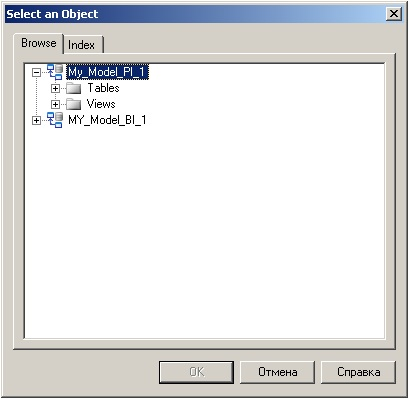 Select an Object
Browse Index
My_Model_PI_1
Tables
Views
MY_Model_BI_1
OK Отмена Справка